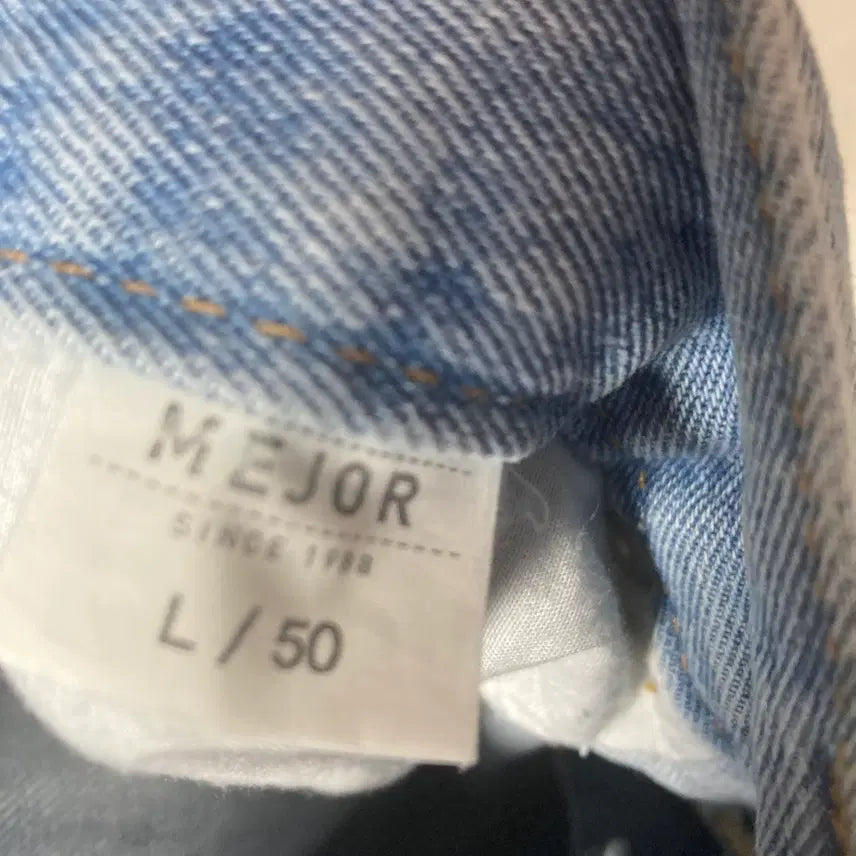 MEJOR
SINCE 1988
L / 50